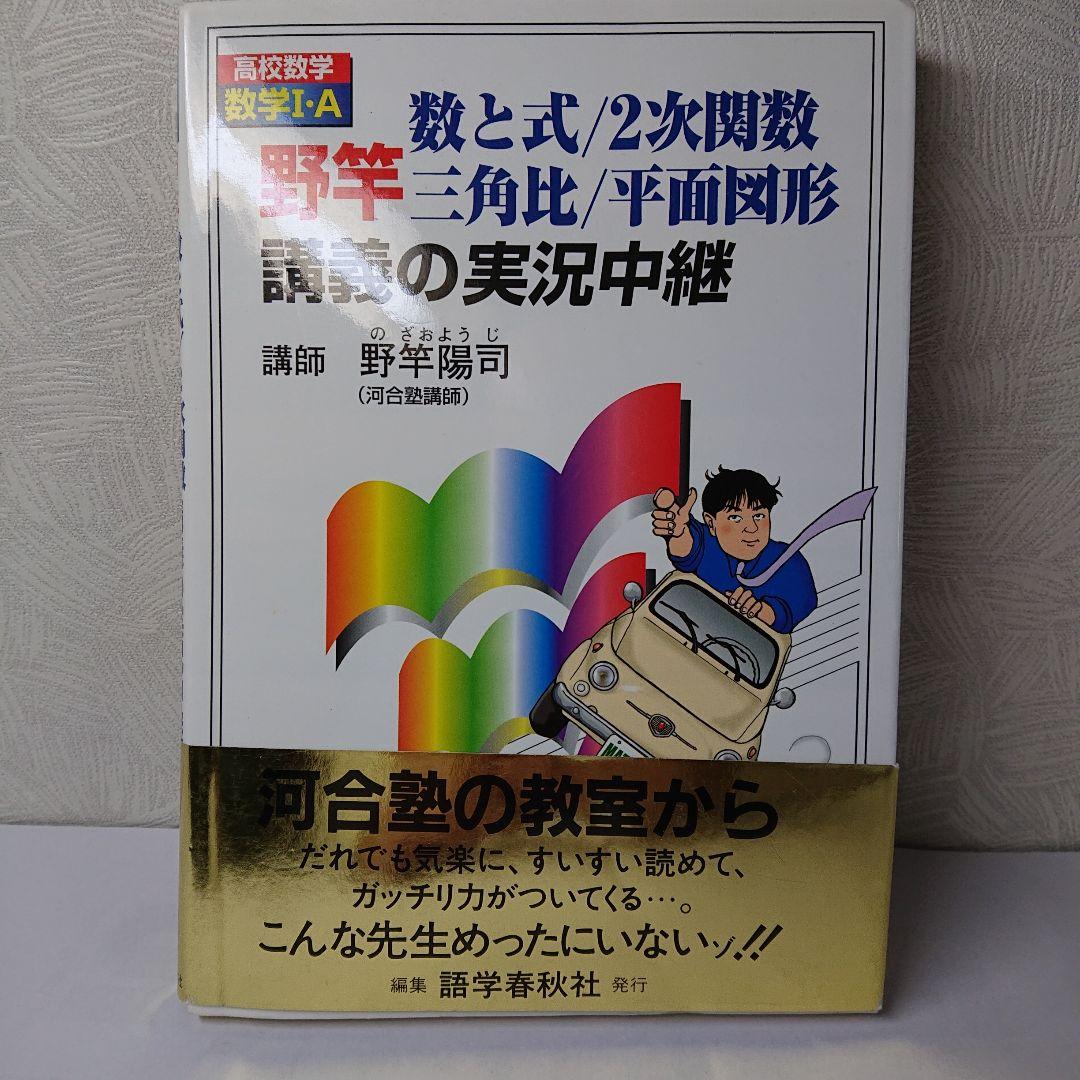 高校数学
数学I・A
数と式/2次関数
野竿 三角比/平面図形
講義の実況中継
の ざおよう じ
講師 野竿陽司
(河合塾講師)
河合塾の教室から
だれでも気楽に、すいすい読めて、
ガッチリ力がついてくる…。
こんな先生めったにいないゾ!!
編集 語学春秋社 発行